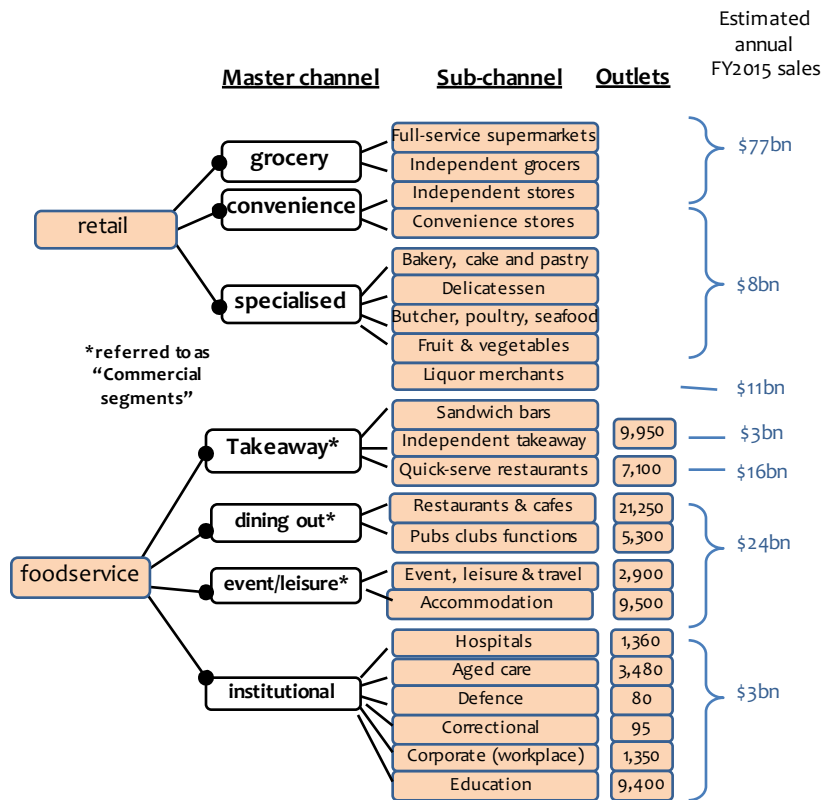 Estimated
annual
FY2015 sales
Master channel
Sub-channel
Outlets
retail
grocery
Full-service supermarkets
Independent grocers
$77bn
convenience
Independent stores
Convenience stores
specialised
Bakery, cake and pastry
Delicatessen
Butcher, poultry, seafood
Fruit & vegetables
$8bn
Liquor merchants
$11bn
*referred to as
“Commercial
segments”
foodservice
Takeaway*
Sandwich bars
Independent takeaway
9,950
$3bn
Quick-serve restaurants
7,100
$16bn
dining out*
Restaurants & cafes
21,250
Pubs clubs functions
5,300
$24bn
event/leisure*
Event, leisure & travel
2,900
Accommodation
9,500
institutional
Hospitals
1,360
Aged care
3,480
Defence
80
$3bn
Correctional
95
Corporate (workplace)
1,350
Education
9,400